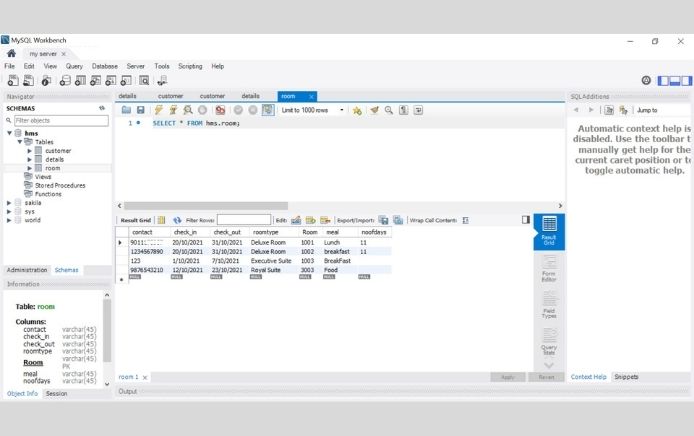 MySQL Workbench
my server
File Edit View Query Database Server Tools Scripting Help
Navigator
SCHEMAS
Filter objects
hms
Tables
customer
details
room
Views
Stored Procedures
Functions
sakila
sys
world
Administration Schemas
Information
Table: room
Columns:
contact varchar(45)
check_in varchar(45)
check_out varchar(45)
roomtype varchar(45)
Room varchar(45) PK
meal varchar(45)
noofdays varchar(45)
Object Info Session
details customer customer details room
Limit to 1000 rows
1 SELECT * FROM hms.room;
Result Grid Filter Rows: Edit: Export/Import: Wrap Cell Content:
contact check_in check_out roomtype Room meal noofdays
9011 20/10/2021 31/10/2021 Deluxe Room 1001 Lunch 11
1234567890 20/10/2021 31/10/2021 Deluxe Room 1002 breakfast 11
123 1/10/2021 7/10/2021 Executive Suite 1003 BreakFast
9876543210 12/10/2021 23/10/2021 Royal Suite 3003 Food
NULL NULL NULL NULL NULL NULL NULL
Result Grid
Form Editor
Field Types
Query Stats
room 1
Apply Revert
Output
SQLAdditions
Jump to
Automatic context help is
disabled. Use the toolbar t
manually get help for the
current caret position or to
toggle automatic help.
Context Help Snippets